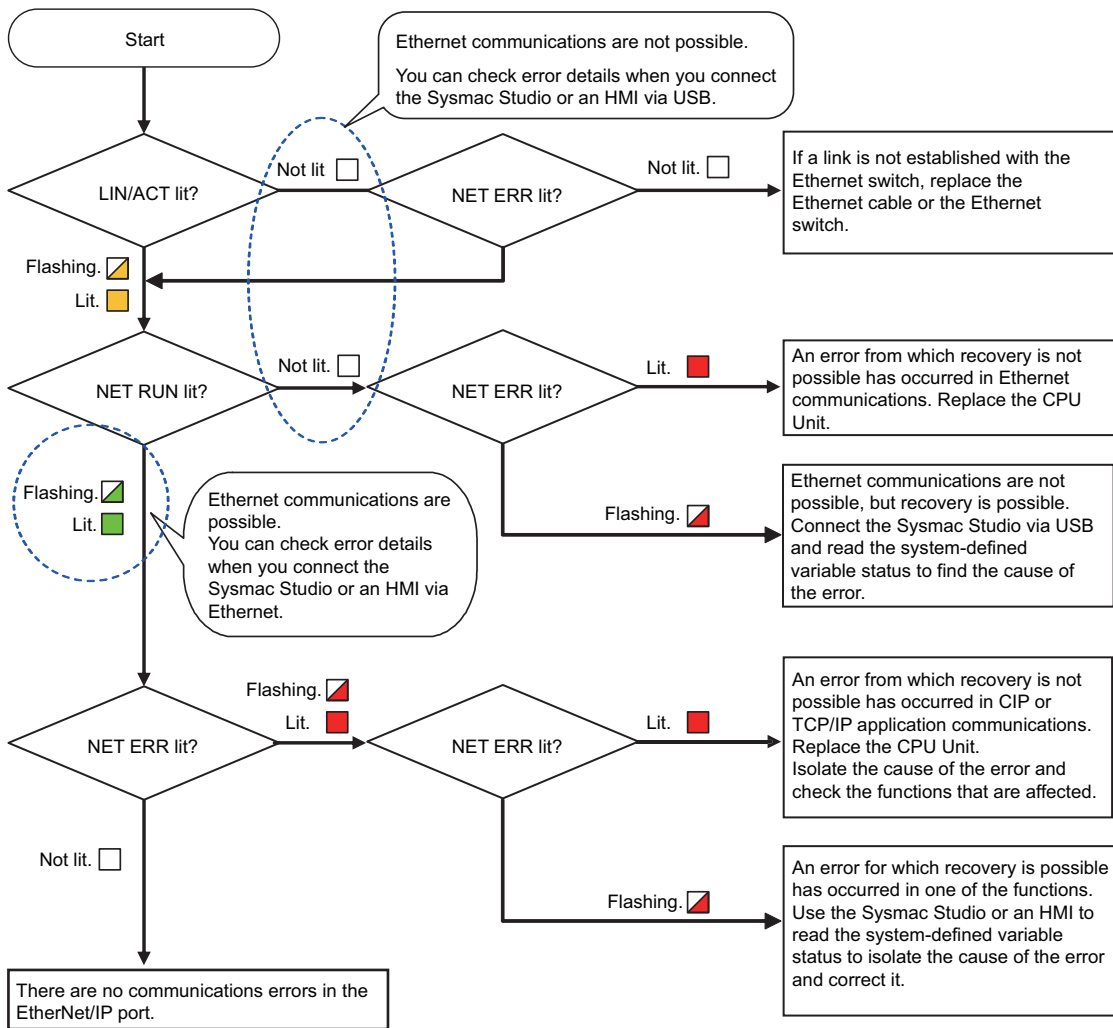 Start
Ethernet communications are not possible.
You can check error details when you connect
the Sysmac Studio or an HMI via USB.
LIN/ACT lit?
Not lit
NET ERR lit?
Not lit.
If a link is not established with the
Ethernet switch, replace the
Ethernet cable or the Ethernet
switch.
Flashing.
Lit.
NET RUN lit?
Not lit.
NET ERR lit?
Lit.
An error from which recovery is not
possible has occurred in Ethernet
communications. Replace the CPU
Unit.
Flashing.
Lit.
Ethernet communications are
possible.
You can check error details
when you connect the
Sysmac Studio or an HMI via
Ethernet.
Flashing.
Ethernet communications are not
possible, but recovery is possible.
Connect the Sysmac Studio via USB
and read the system-defined
variable status to find the cause of
the error.
NET ERR lit?
Flashing.
Lit.
NET ERR lit?
Lit.
An error from which recovery is not
possible has occurred in CIP or
TCP/IP application communications.
Replace the CPU Unit.
Isolate the cause of the error and
check the functions that are affected.
Not lit.
Flashing.
An error for which recovery is possible
has occurred in one of the functions.
Use the Sysmac Studio or an HMI to
read the system-defined variable
status to isolate the cause of the error
and correct it.
There are no communications errors in the
EtherNet/IP port.